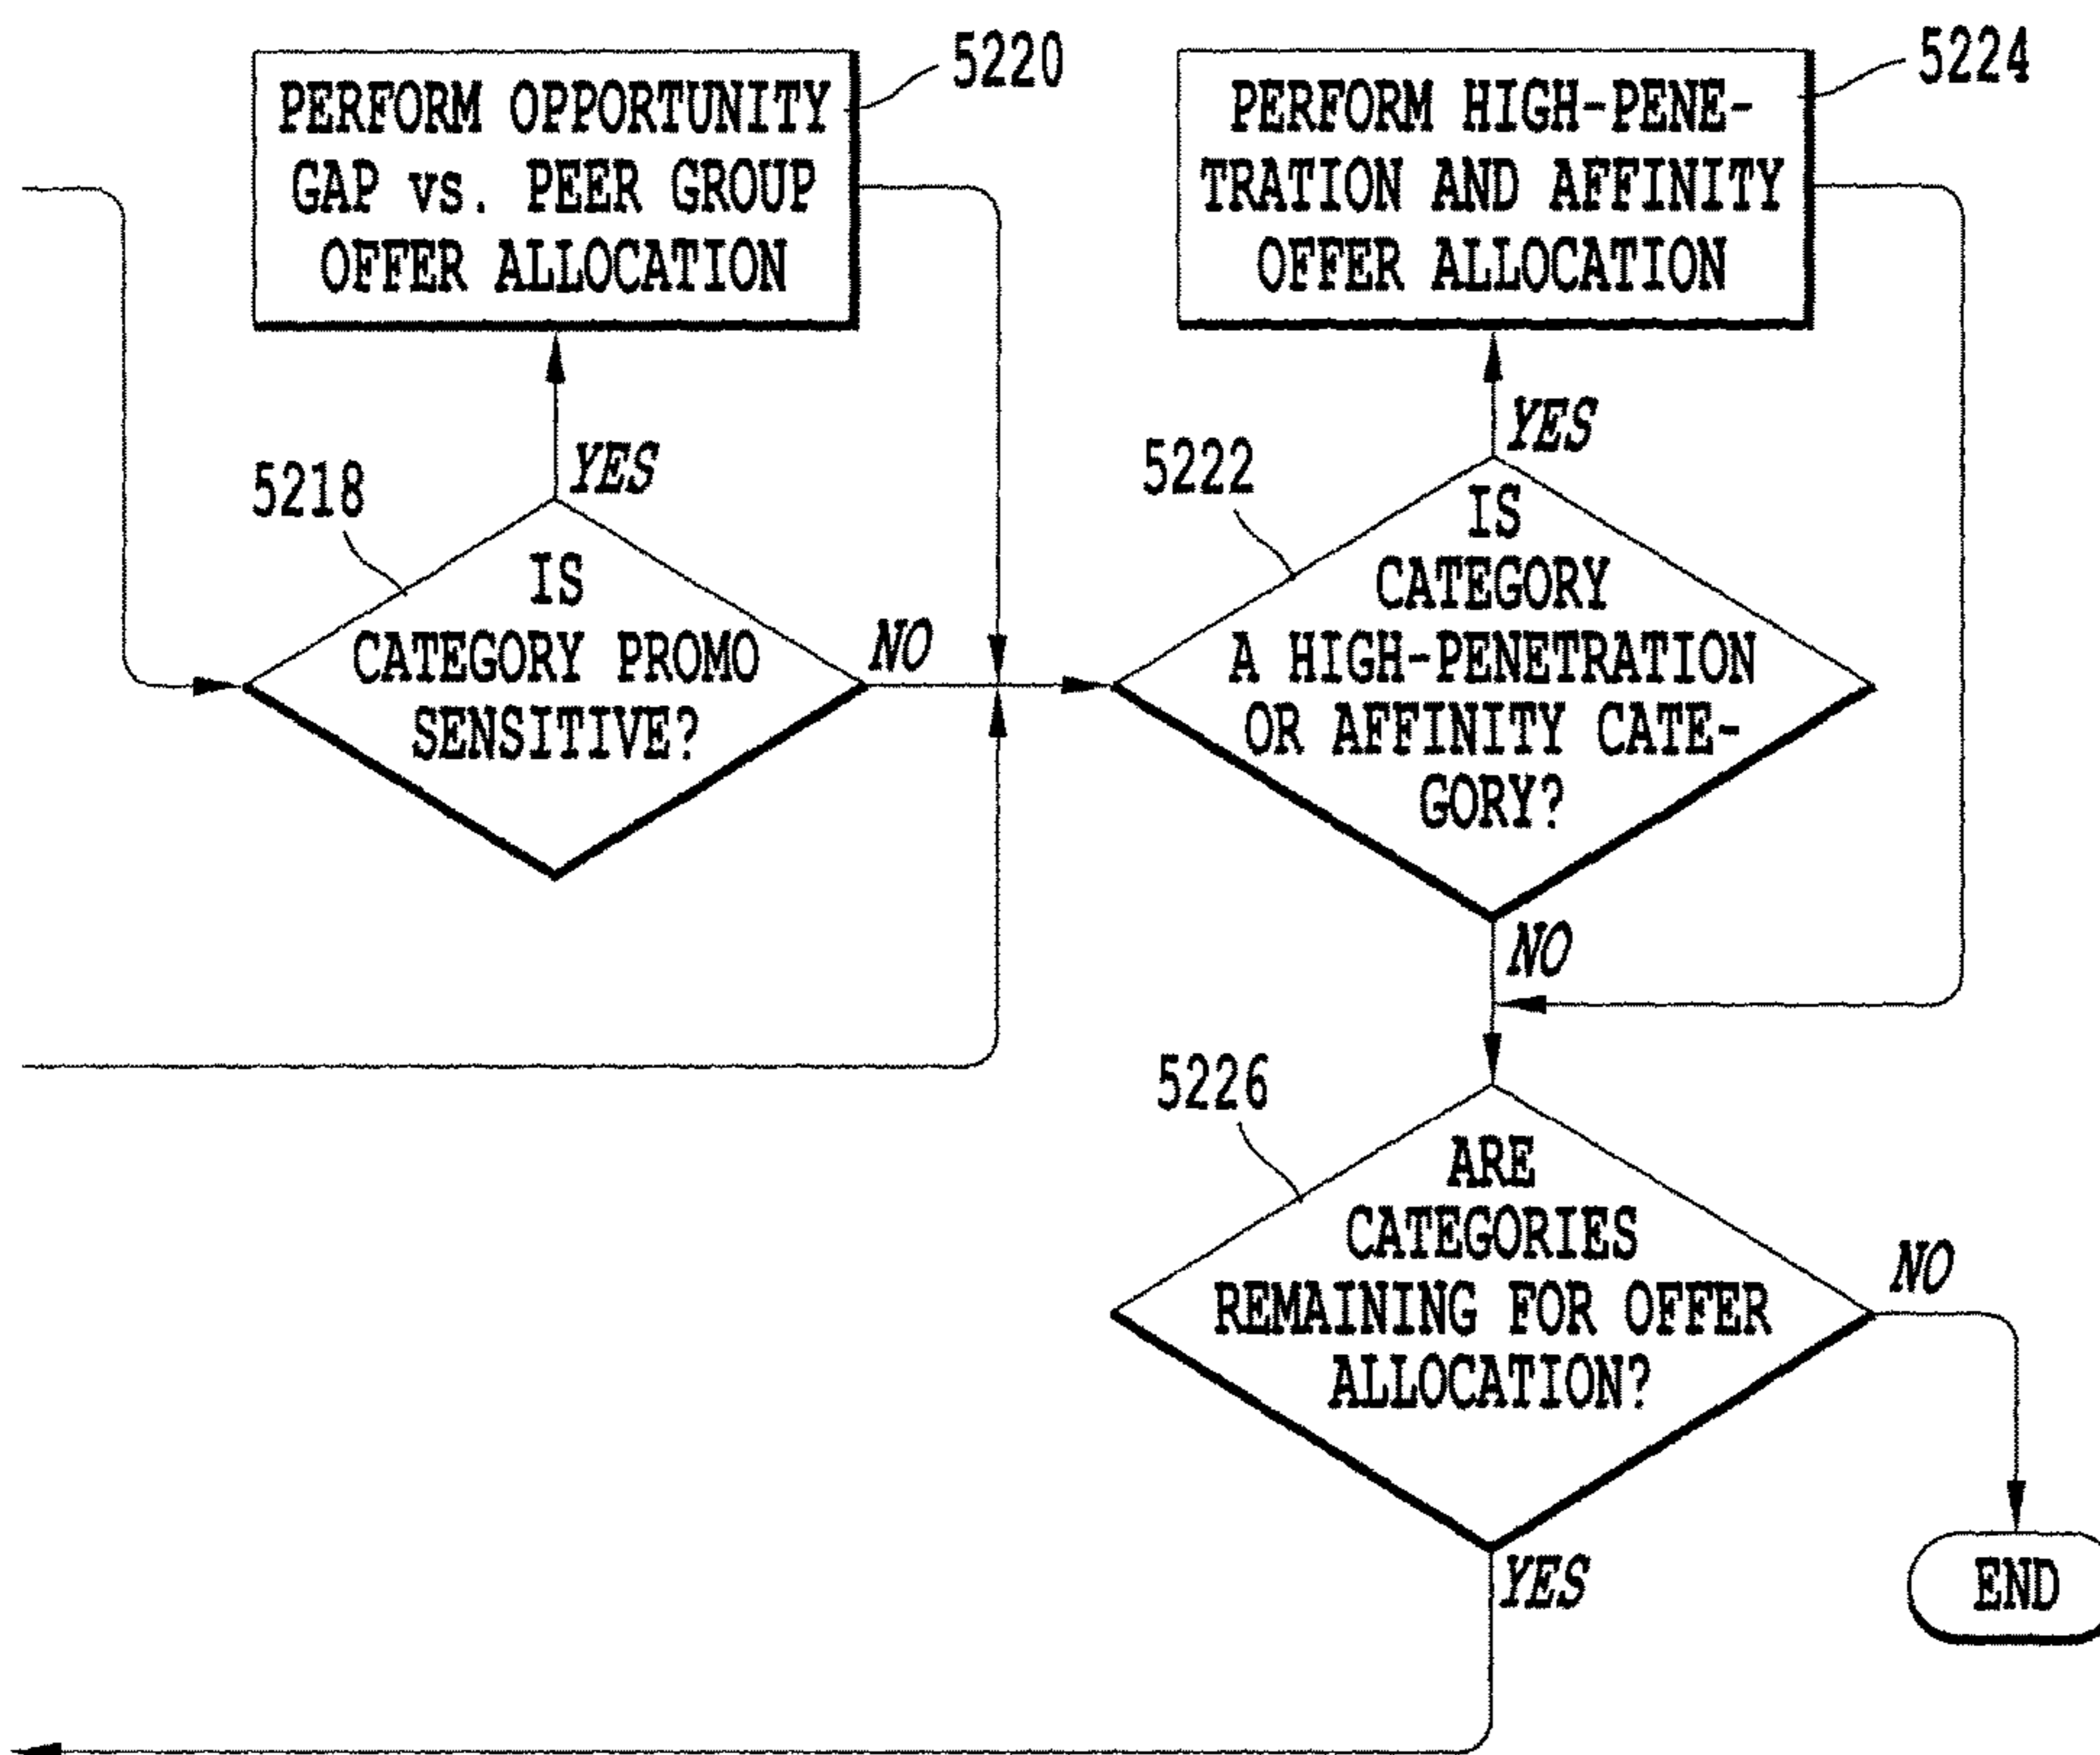 5220
PERFORM OPPORTUNITY
GAP vs. PEER GROUP
OFFER ALLOCATION
5224
PERFORM HIGH-PENE-
TRATION AND AFFINITY
OFFER ALLOCATION
YES
5218
IS
CATEGORY PROMO
SENSITIVE?
NO
YES
5222
IS
CATEGORY
A HIGH-PENETRATION
OR AFFINITY CATE-
GORY?
NO
5226
ARE
CATEGORIES
REMAINING FOR OFFER
ALLOCATION?
NO
YES
END